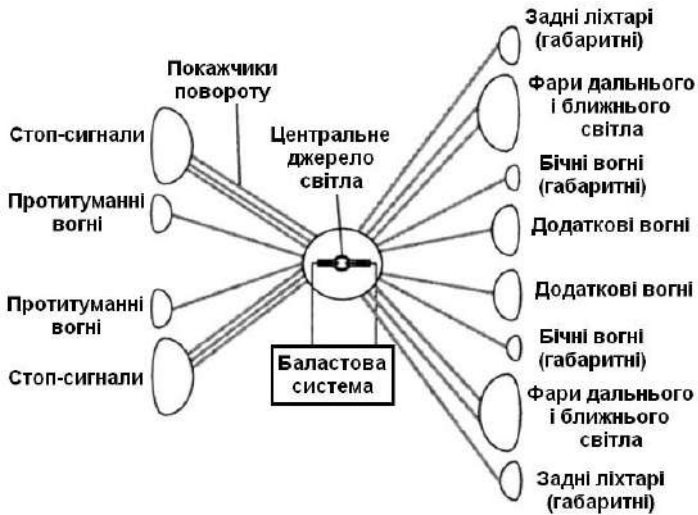 Покажчики
повороту
Стоп-сигнали
Протитуманні
вогні
Протитуманні
вогні
Стоп-сигнали
Центральне
джерело
світла
Баластова
система
Задні ліхтарі
(габаритні)
Фари дальнього
і ближнього
світла
Бічні вогні
(габаритні)
Додаткові вогні
Додаткові вогні
Бічні вогні
(габаритні)
Фари дальнього
і ближнього
світла
Задні ліхтарі
(габаритні)